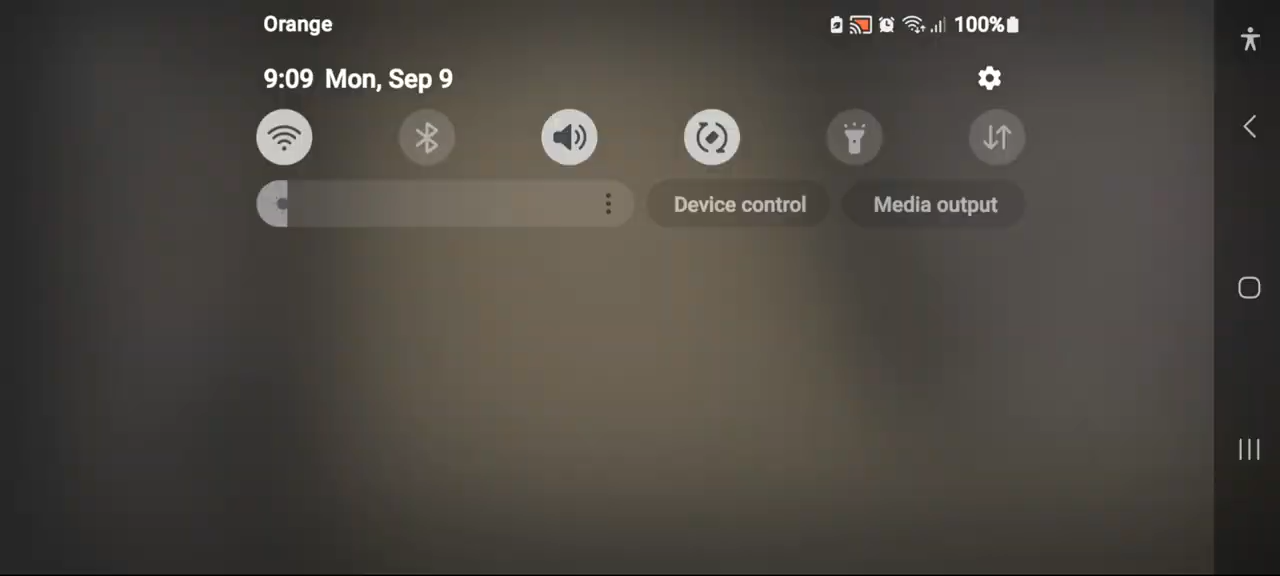 Orange
100%
9:09 Mon, Sep 9
Device control
Media output